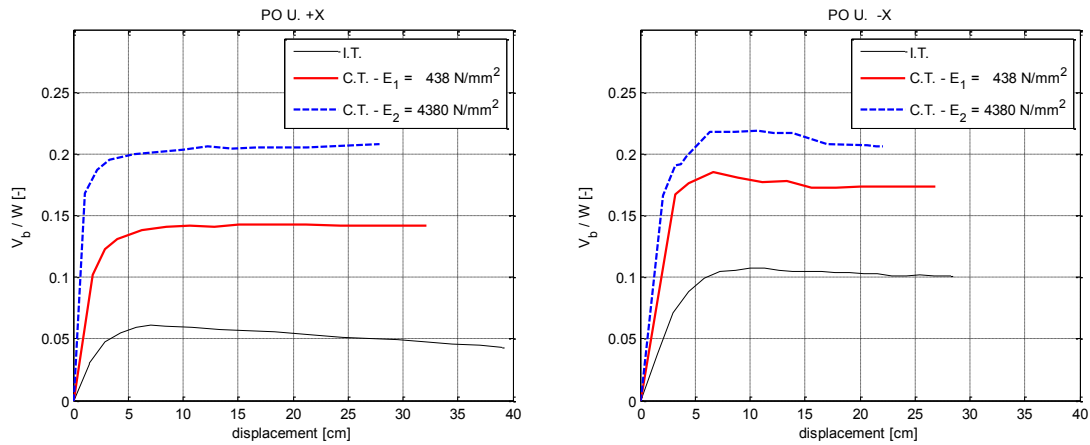 PO U. +X
I.T.
C.T. - E1 = 438 N/mm2
C.T. - E2 = 4380 N/mm2
0.25
0.2
0.15
0.1
0.05
0
Vb / W [-]
0 5 10 15 20 25 30 35 40
displacement [cm]
PO U. -X
I.T.
C.T. - E1 = 438 N/mm2
C.T. - E2 = 4380 N/mm2
0.25
0.2
0.15
0.1
0.05
0
Vb / W [-]
0 5 10 15 20 25 30 35 40
displacement [cm]